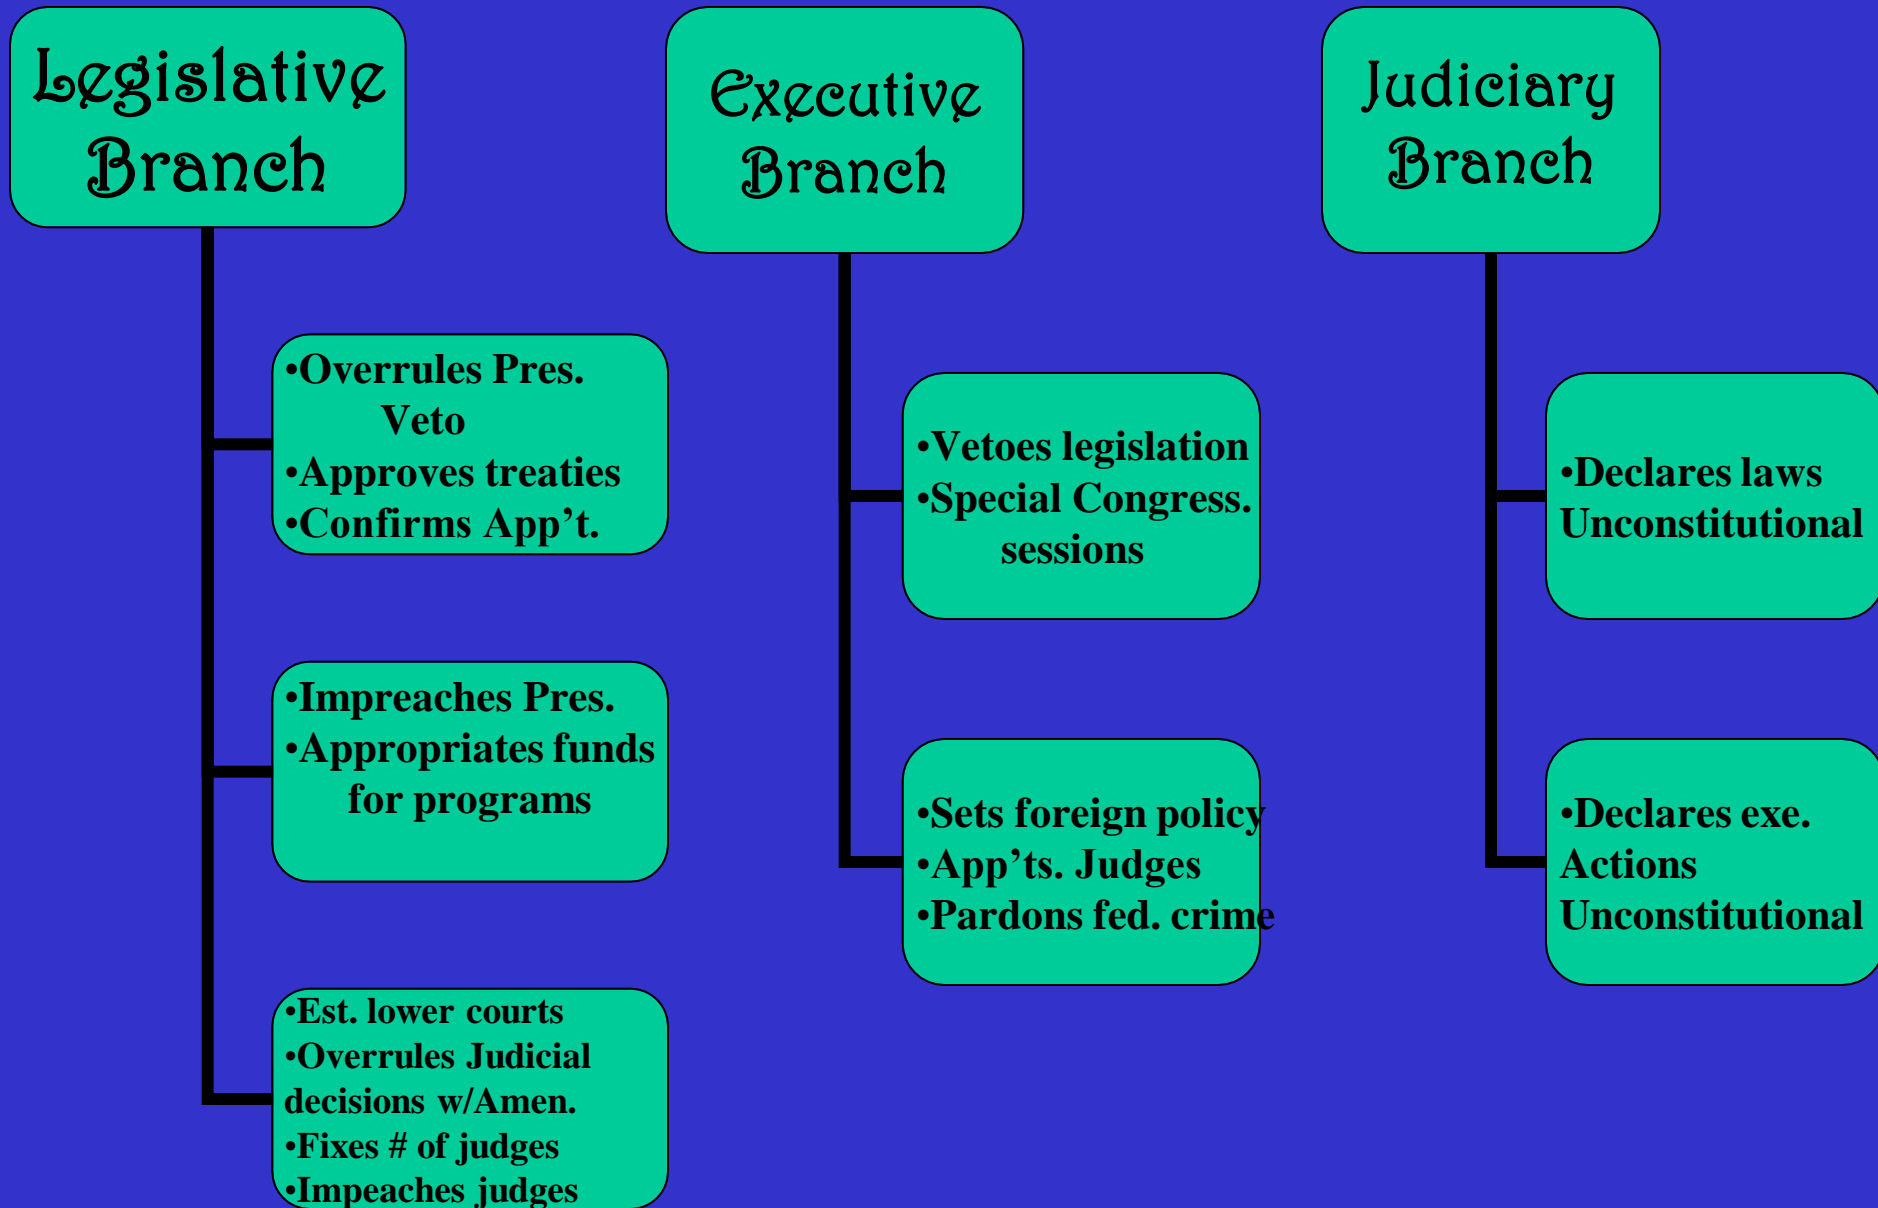 Legislative
Branch
•Overrules Pres.
Veto
•Approves treaties
•Confirms App’t.
•Impreaches Pres.
•Appropriates funds
for programs
•Est. lower courts
•Overrules Judicial
decisions w/Amen.
•Fixes # of judges
•Impeaches judges
Executive
Branch
•Vetoes legislation
•Special Congress.
sessions
•Sets foreign policy
•App’ts. Judges
•Pardons fed. crime
Judiciary
Branch
•Declares laws
Unconstitutional
•Declares exe.
Actions
Unconstitutional